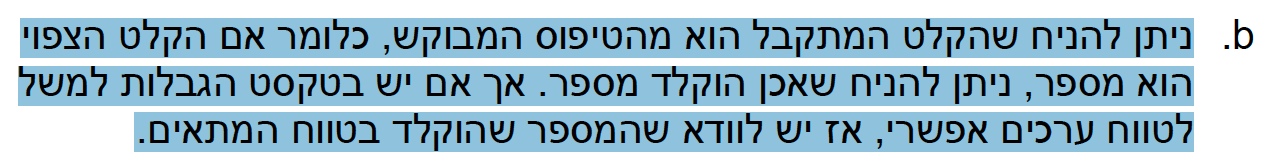 b. ניתן להניח שהקלט המתקבל הוא מהטיפוס המבוקש, כלומר אם הקלט הצפוי
הוא מספר, ניתן להניח שאכן הוקלד מספר. אך אם יש בטקסט הגבלות למשל
לטווח ערכים אפשרי, אז יש לוודא שהמספר שהוקלד בטווח המתאים.